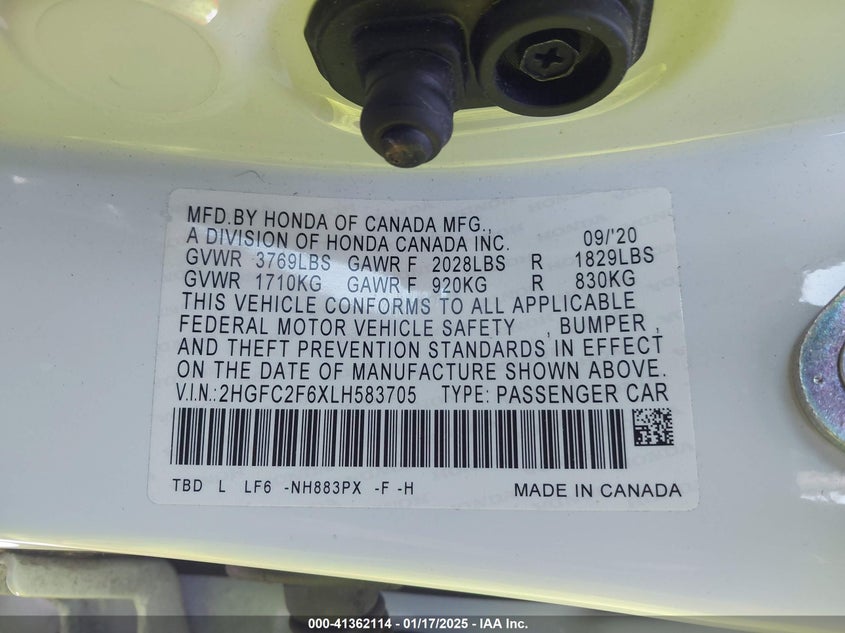 MFD.BY HONDA OF CANADA MFG.,
A DIVISION OF HONDA CANADA INC. 09/'20
GVWR 3769LBS GAWR F 2028LBS R 1829LBS
GVWR 1710KG GAWR F 920KG R 830KG
THIS VEHICLE CONFORMS TO ALL APPLICABLE
FEDERAL MOTOR VEHICLE SAFETY , BUMPER ,
AND THEFT PREVENTION STANDARDS IN EFFECT
ON THE DATE OF MANUFACTURE SHOWN ABOVE.
V.I.N.:2HGFC2F6XLH583705 TYPE: PASSENGER CAR
TBD L LF6 -NH883PX -F -H MADE IN CANADA
000-41362114 - 01/17/2025 - IAA Inc.